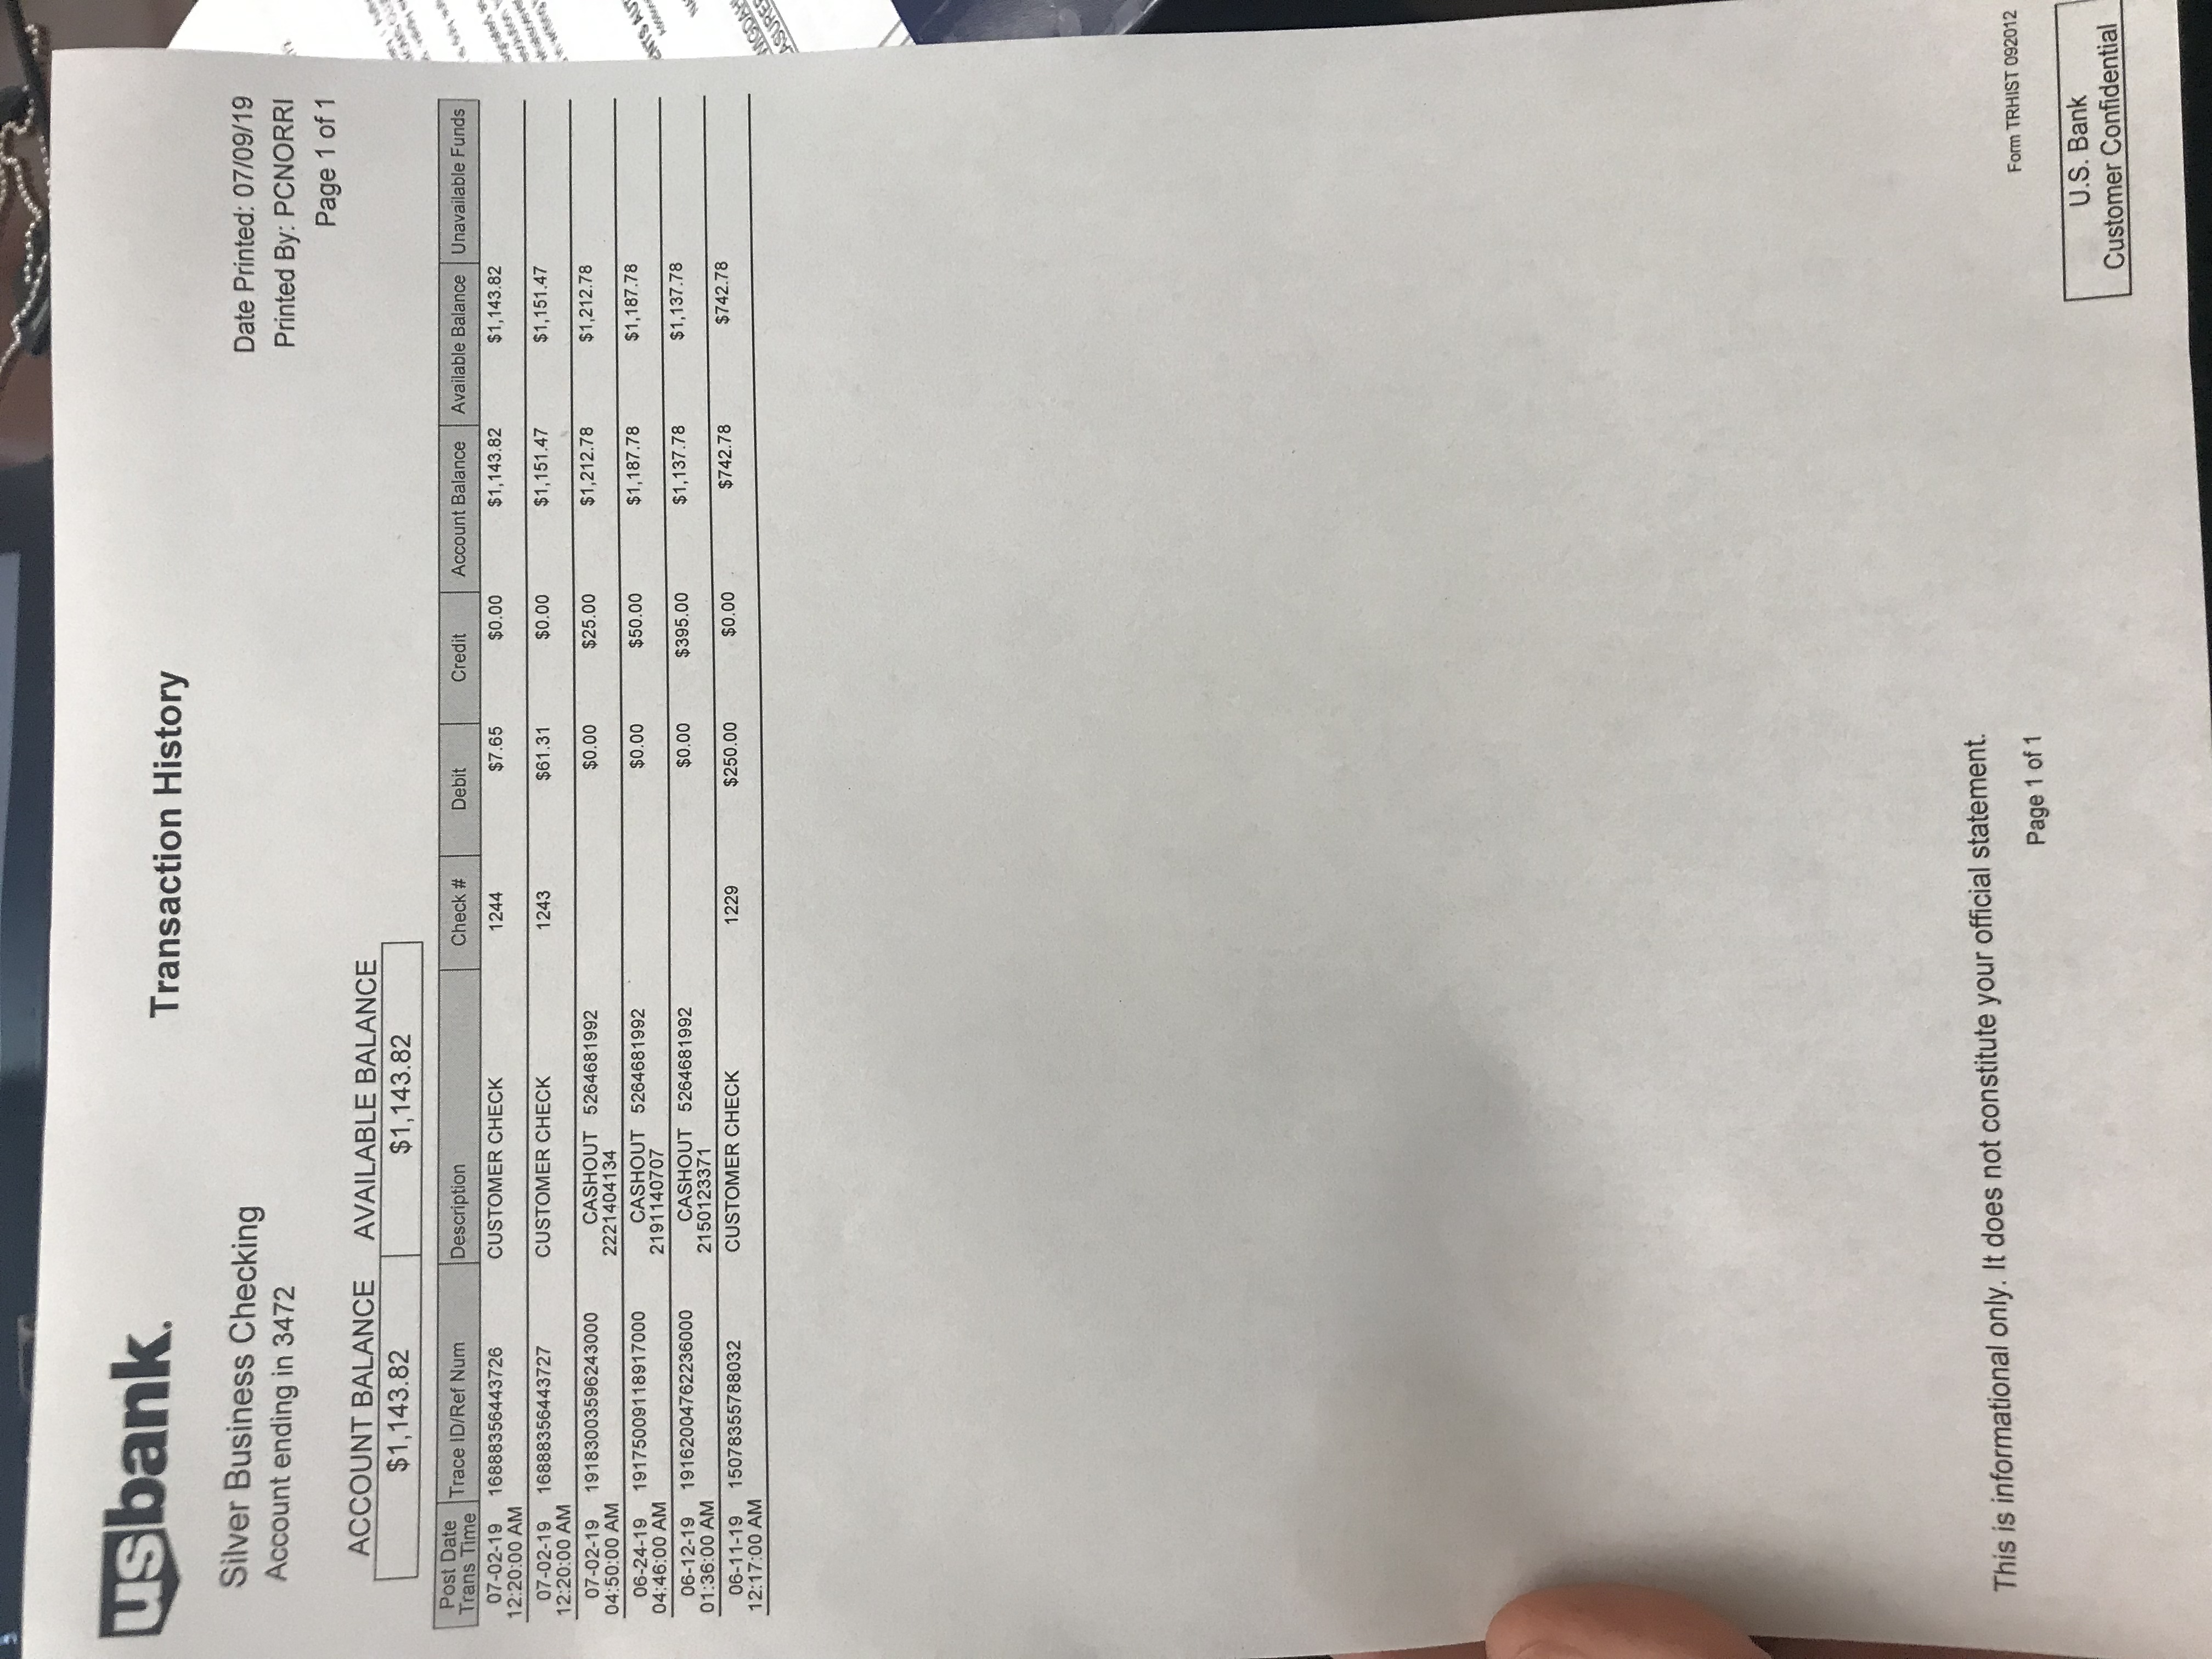 usbank.
Transaction History
Silver Business Checking
Account ending in 3472
Date Printed: 07/09/19
Printed By: PCNORRI
Page 1 of 1
ACCOUNT BALANCE AVAILABLE BALANCE
$1,143.82 $1,143.82
Post Date Trans Time Trace ID/Ref Num Description Check # Debit Credit Account Balance Available Balance Unavailable Funds
07-02-19 16888356443726 CUSTOMER CHECK 1244 $7.65 $0.00 $1,143.82 $1,143.82
12:20:00 AM
07-02-19 16888356443727 CUSTOMER CHECK 1243 $61.31 $0.00 $1,151.47 $1,151.47
12:20:00 AM
07-02-19 19183003596243000 CASHOUT 5264681992 $0.00 $25.00 $1,212.78 $1,212.78
04:50:00 AM 2221404134
06-24-19 19175009118917000 CASHOUT 5264681992 $0.00 $50.00 $1,187.78 $1,187.78
04:46:00 AM 2191140707
06-12-19 19162004762236000 CASHOUT 5264681992 $0.00 $395.00 $1,137.78 $1,137.78
01:36:00 AM 2150123371
06-11-19 15078355788032 CUSTOMER CHECK 1229 $250.00 $0.00 $742.78 $742.78
12:17:00 AM
This is informational only. It does not constitute your official statement.
Page 1 of 1
Form TRHIST 092012
U.S. Bank
Customer Confidential